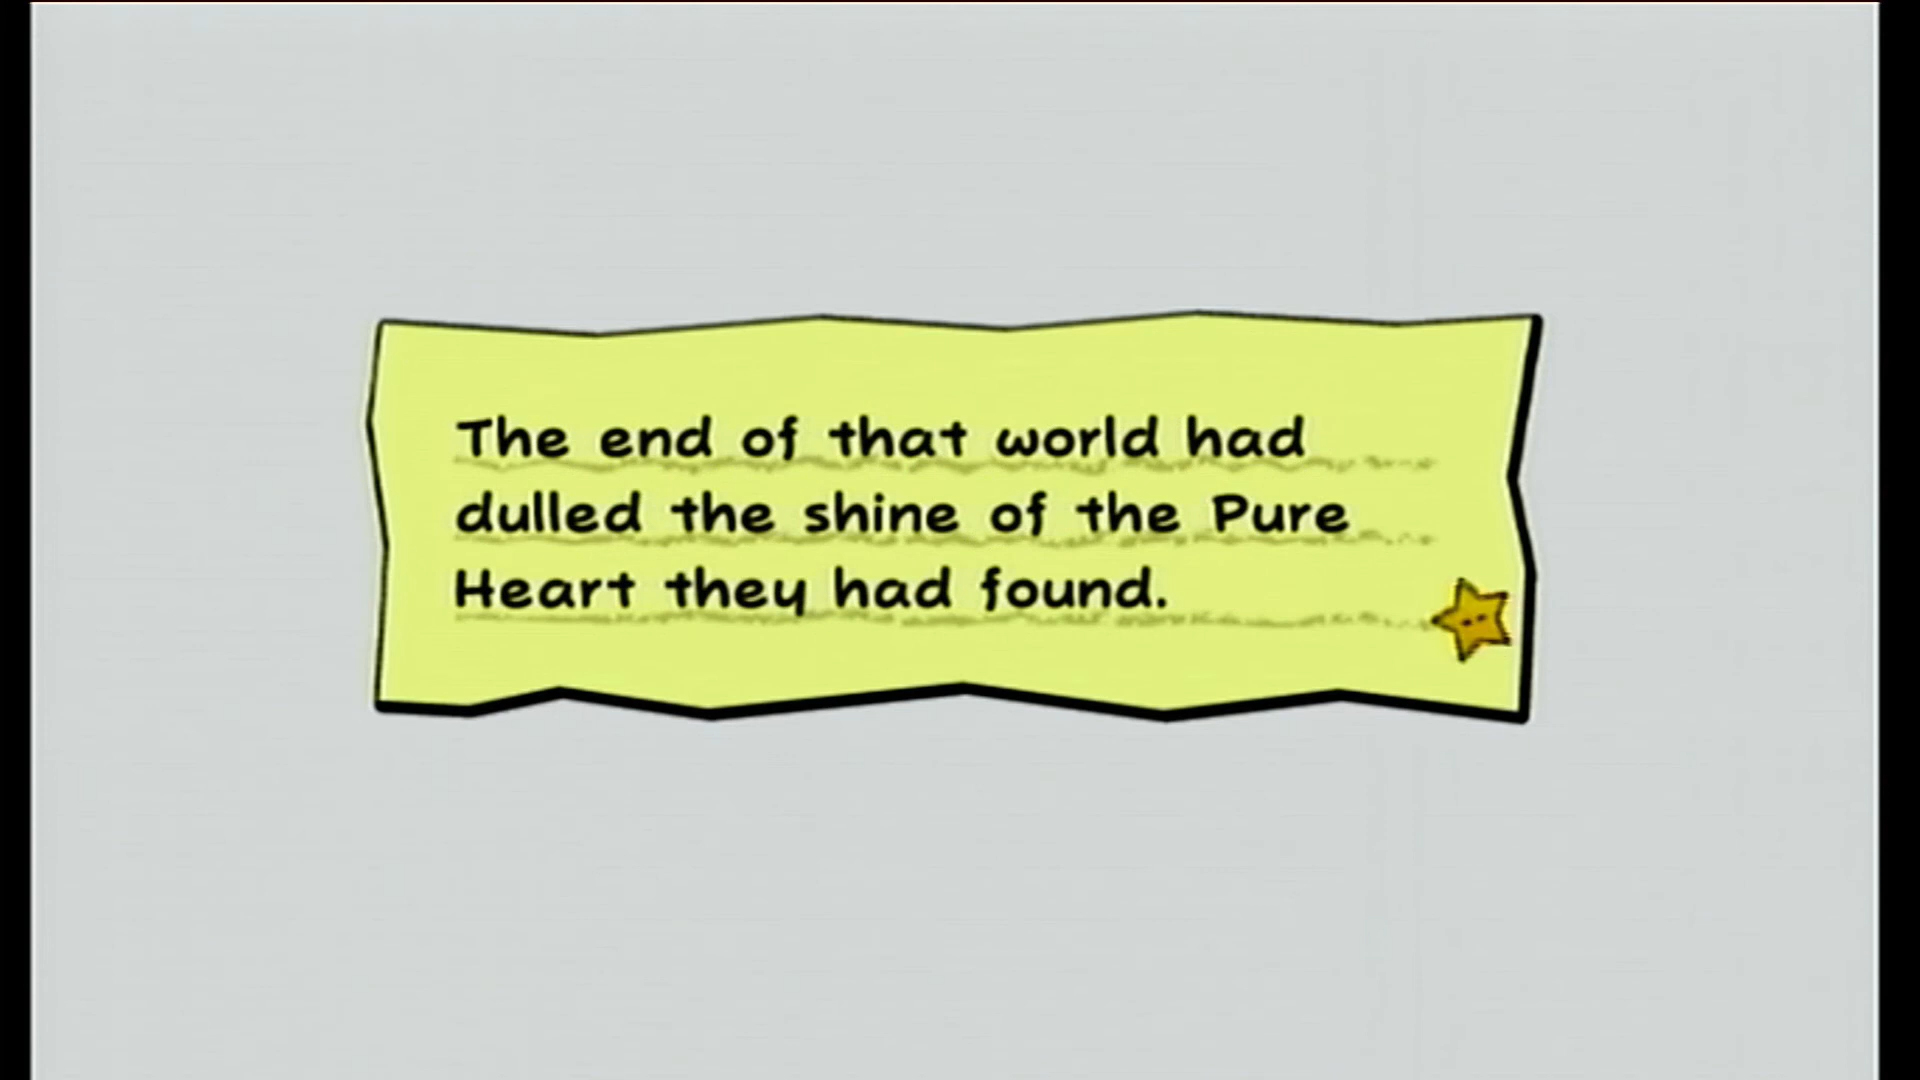 The end of that world had
dulled the shine of the Pure
Heart they had found.